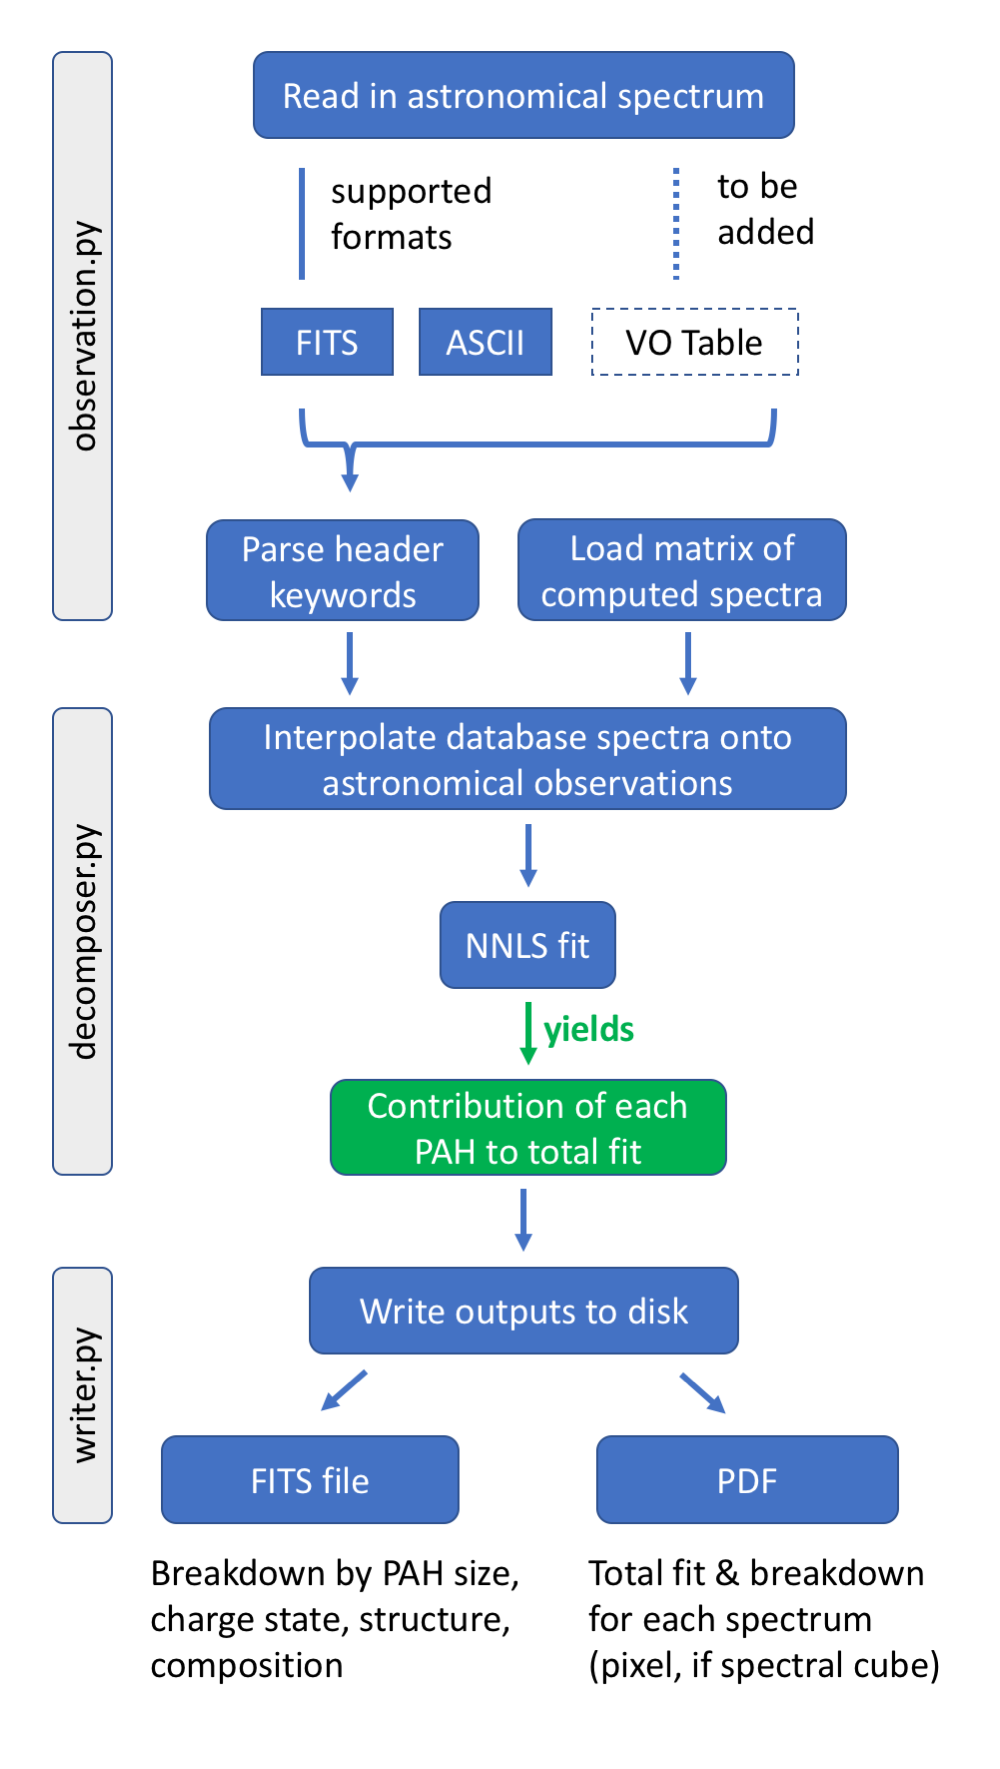 observation.py
Read in astronomical spectrum
supported
formats
to be
added
FITS
ASCII
VO Table
Parse header
keywords
Load matrix of
computed spectra
decomposer.py
Interpolate database spectra onto
astronomical observations
NNLS fit
yields
Contribution of each
PAH to total fit
writer.py
Write outputs to disk
FITS file
PDF
Breakdown by PAH size,
charge state, structure,
composition
Total fit & breakdown
for each spectrum
(pixel, if spectral cube)